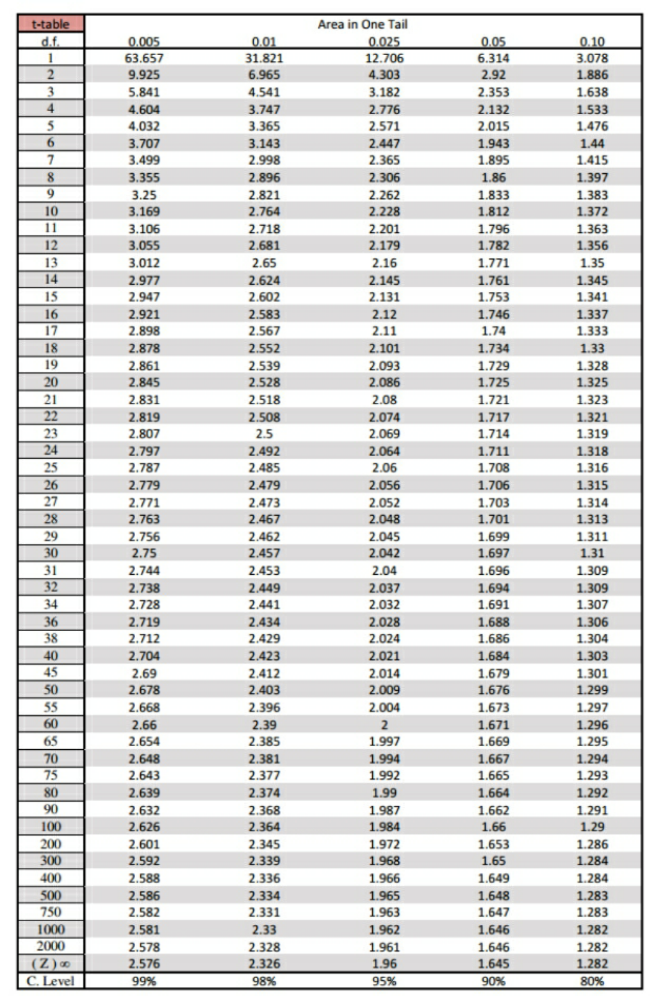 t-table Area in One Tail
d.f. 0.005 0.01 0.025 0.05 0.10
1 63.657 31.821 12.706 6.314 3.078
2 9.925 6.965 4.303 2.92 1.886
3 5.841 4.541 3.182 2.353 1.638
4 4.604 3.747 2.776 2.132 1.533
5 4.032 3.365 2.571 2.015 1.476
6 3.707 3.143 2.447 1.943 1.44
7 3.499 2.998 2.365 1.895 1.415
8 3.355 2.896 2.306 1.86 1.397
9 3.25 2.821 2.262 1.833 1.383
10 3.169 2.764 2.228 1.812 1.372
11 3.106 2.718 2.201 1.796 1.363
12 3.055 2.681 2.179 1.782 1.356
13 3.012 2.65 2.16 1.771 1.35
14 2.977 2.624 2.145 1.761 1.345
15 2.947 2.602 2.131 1.753 1.341
16 2.921 2.583 2.12 1.746 1.337
17 2.898 2.567 2.11 1.74 1.333
18 2.878 2.552 2.101 1.734 1.33
19 2.861 2.539 2.093 1.729 1.328
20 2.845 2.528 2.086 1.725 1.325
21 2.831 2.518 2.08 1.721 1.323
22 2.819 2.508 2.074 1.717 1.321
23 2.807 2.5 2.069 1.714 1.319
24 2.797 2.492 2.064 1.711 1.318
25 2.787 2.485 2.06 1.708 1.316
26 2.779 2.479 2.056 1.706 1.315
27 2.771 2.473 2.052 1.703 1.314
28 2.763 2.467 2.048 1.701 1.313
29 2.756 2.462 2.045 1.699 1.311
30 2.75 2.457 2.042 1.697 1.31
31 2.744 2.453 2.04 1.696 1.309
32 2.738 2.449 2.037 1.694 1.309
34 2.728 2.441 2.032 1.691 1.307
36 2.719 2.434 2.028 1.688 1.306
38 2.712 2.429 2.024 1.686 1.304
40 2.704 2.423 2.021 1.684 1.303
45 2.69 2.412 2.014 1.679 1.301
50 2.678 2.403 2.009 1.676 1.299
55 2.668 2.396 2.004 1.673 1.297
60 2.66 2.39 2 1.671 1.296
65 2.654 2.385 1.997 1.669 1.295
70 2.648 2.381 1.994 1.667 1.294
75 2.643 2.377 1.992 1.665 1.293
80 2.639 2.374 1.99 1.664 1.292
90 2.632 2.368 1.987 1.662 1.291
100 2.626 2.364 1.984 1.66 1.29
200 2.601 2.345 1.972 1.653 1.286
300 2.592 2.339 1.968 1.65 1.284
400 2.588 2.336 1.966 1.649 1.284
500 2.586 2.334 1.965 1.648 1.283
750 2.582 2.331 1.963 1.647 1.283
1000 2.581 2.33 1.962 1.646 1.282
2000 2.578 2.328 1.961 1.646 1.282
(Z)∞ 2.576 2.326 1.96 1.645 1.282
C. Level 99% 98% 95% 90% 80%